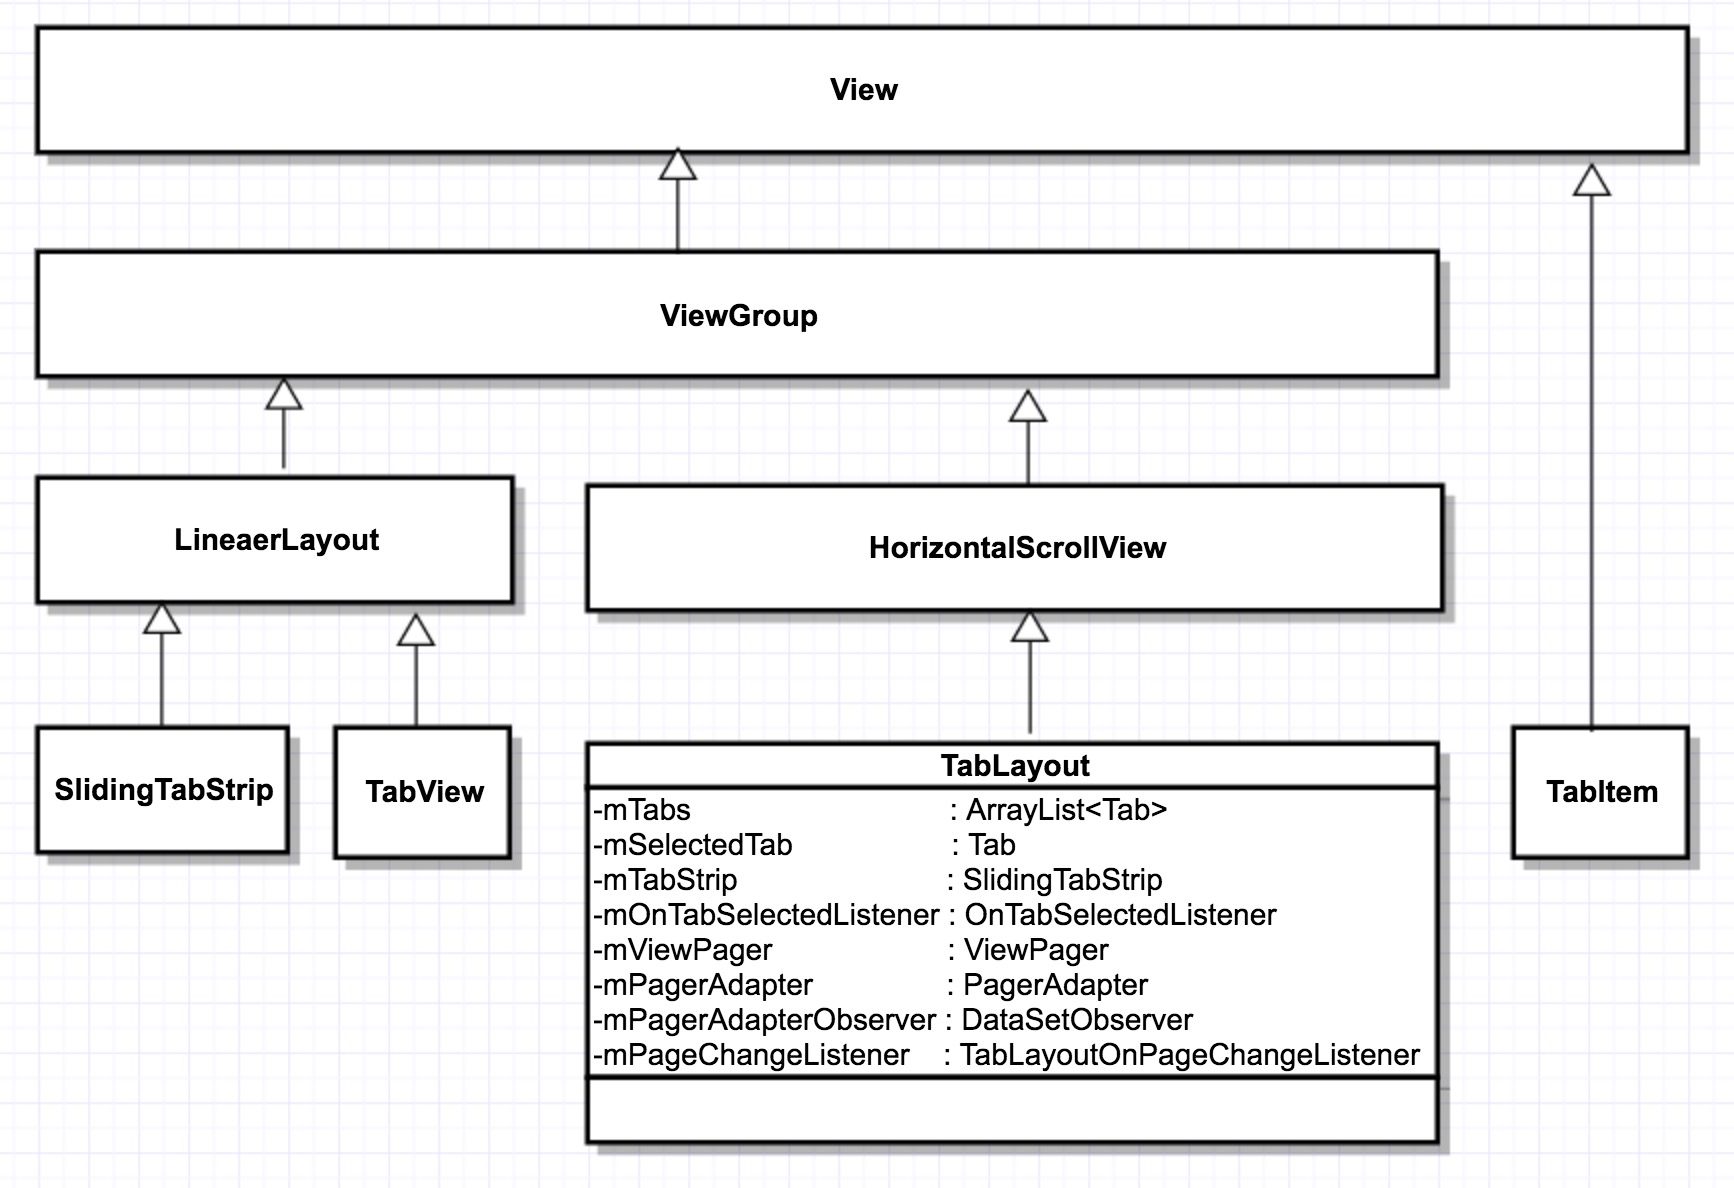 View
ViewGroup
LineaerLayout
HorizontalScrollView
SlidingTabStrip
TabView
TabLayout
-mTabs : ArrayList<Tab>
-mSelectedTab : Tab
-mTabStrip : SlidingTabStrip
-mOnTabSelectedListener : OnTabSelectedListener
-mViewPager : ViewPager
-mPagerAdapter : PagerAdapter
-mPagerAdapterObserver : DataSetObserver
-mPageChangeListener : TabLayoutOnPageChangeListener
TabItem